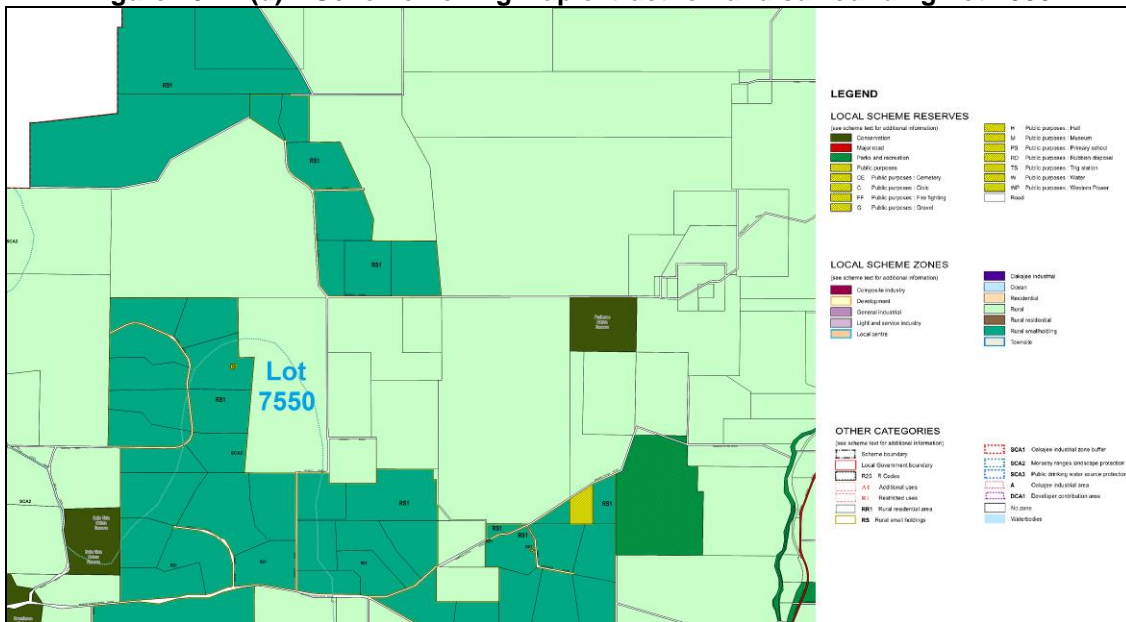 RS1
RS1
RS1
SCA2
Lot
7550
RS1
SCA2
SCA2
RS1
RS1
RS1
LEGEND
LOCAL SCHEME RESERVES
(see scheme text for additional information)
Conservation
Major road
Parks and recreation
Public purposes
CE Public purposes : Cemetery
C Public purposes : Civic
FF Public purposes : Fire fighting
G Public purposes : Gravel
H Public purposes : Hall
M Public purposes : Museum
PS Public purposes : Primary school
RD Public purposes : Rubbish disposal
TS Public purposes : Trig station
W Public purposes : Water
WP Public purposes : Western Power
Road
LOCAL SCHEME ZONES
(see scheme text for additional information)
Composite industry
Development
General industrial
Light and service industry
Local centre
Oakajee industrial
Ocean
Residential
Rural
Rural residential
Rural smallholding
Townsite
OTHER CATEGORIES
(see scheme text for additional information)
Scheme boundary
Local Government boundary
R20 R Codes
A1 Additional uses
R1 Restricted uses
RR1 Rural residential area
RS Rural small holdings
SCA1 Oakajee industrial zone buffer
SCA2 Moresby ranges landscape protection
SCA3 Public drinking water source protection
A Oakajee industrial area
DCA1 Developer contribution area
No zone
Waterbodies